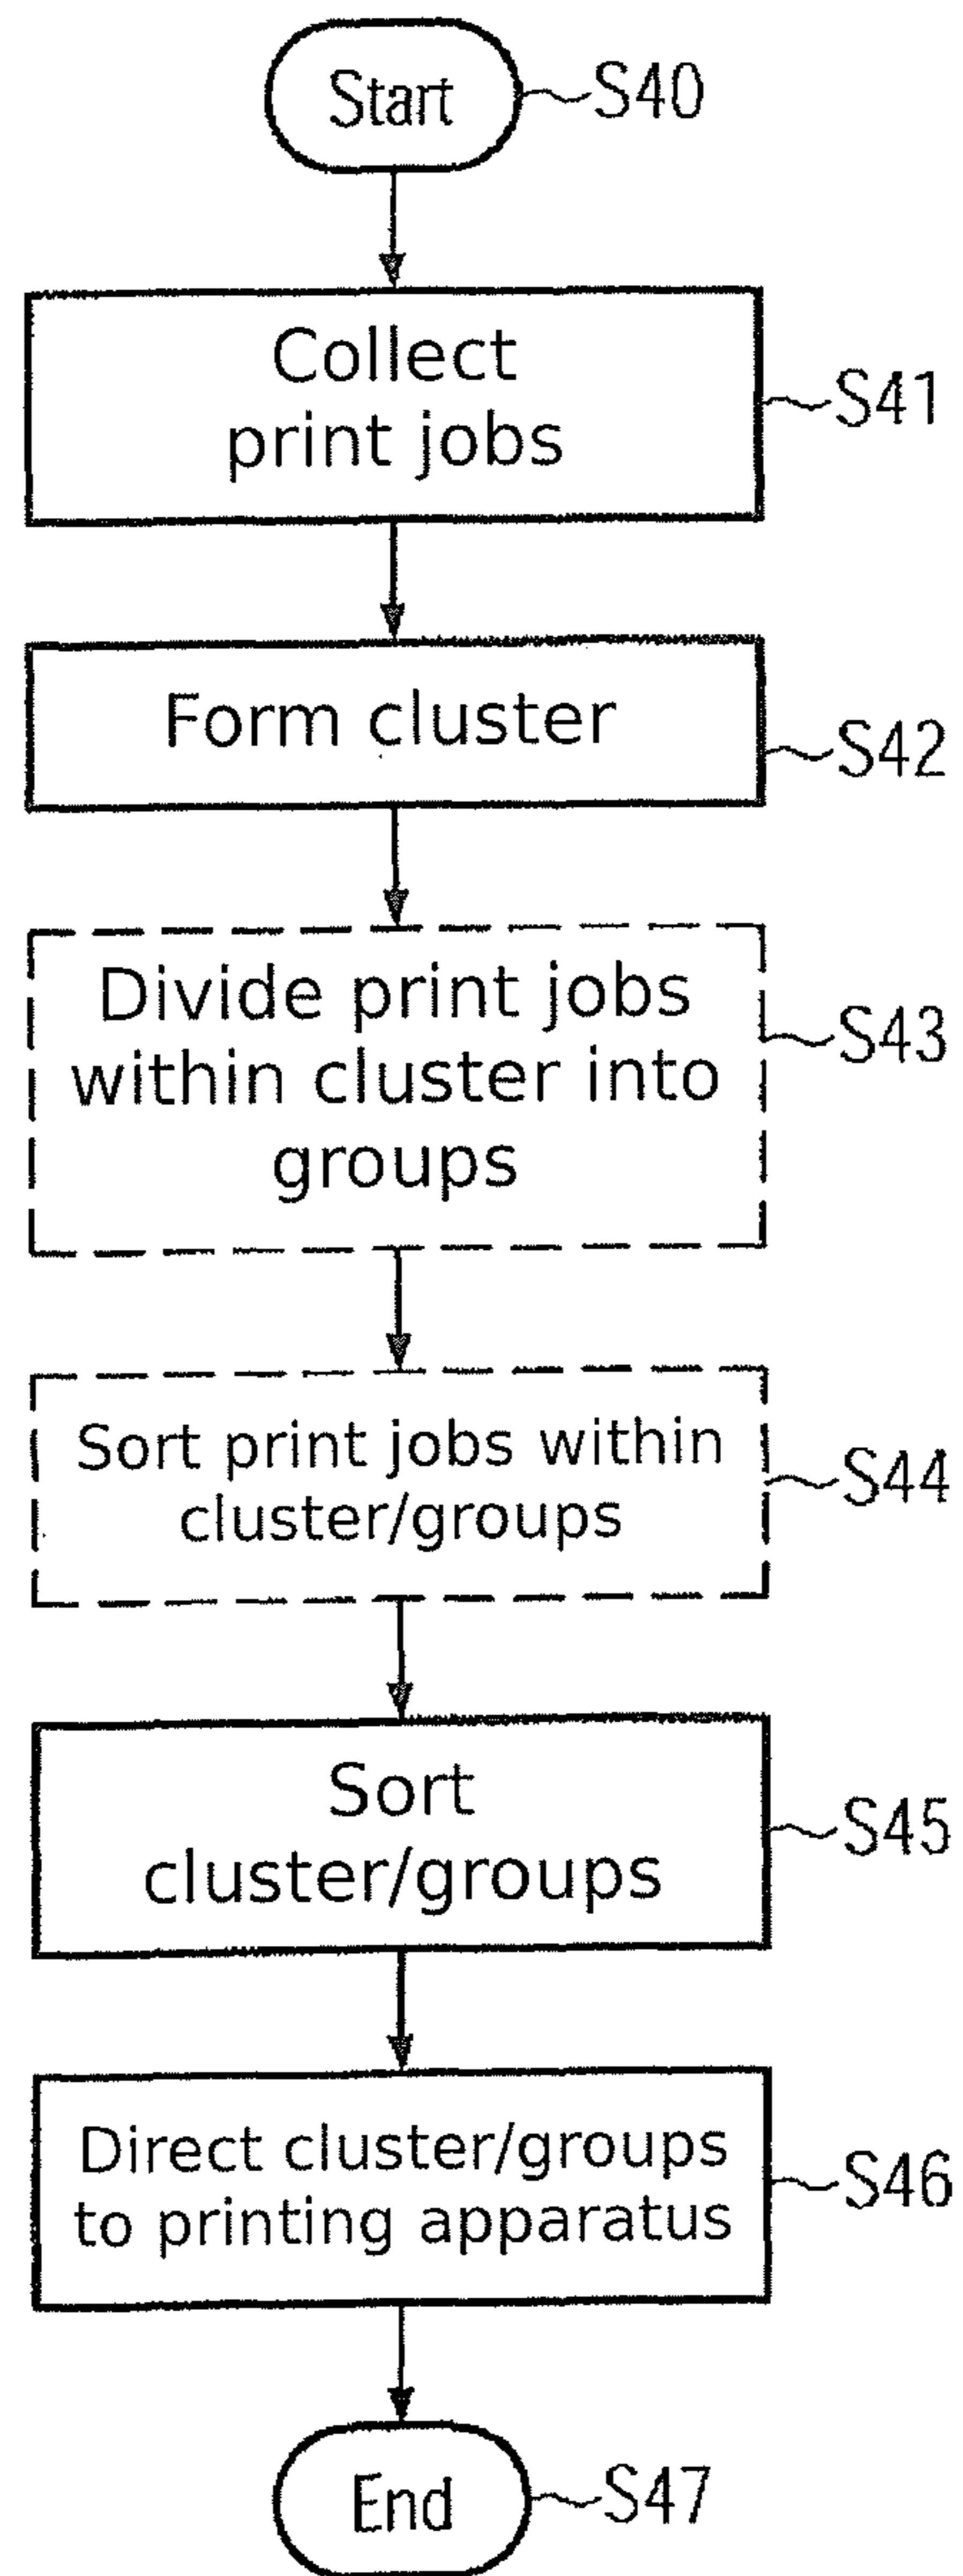 Start
S40
Collect
print jobs
S41
Form cluster
S42
Divide print jobs
within cluster into
groups
S43
Sort print jobs within
cluster/groups
S44
Sort
cluster/groups
S45
Direct cluster/groups
to printing apparatus
S46
End
S47